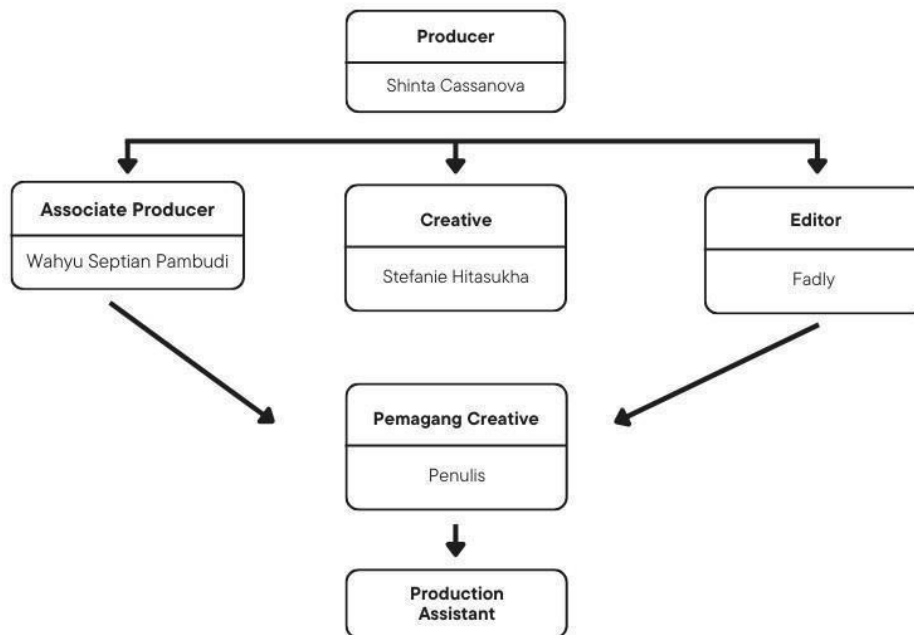 Producer
Shinta Cassanova
Associate Producer
Wahyu Septian Pambudi
Creative
Stefanie Hitasukha
Editor
Fadly
Pemagang Creative
Penulis
Production
Assistant